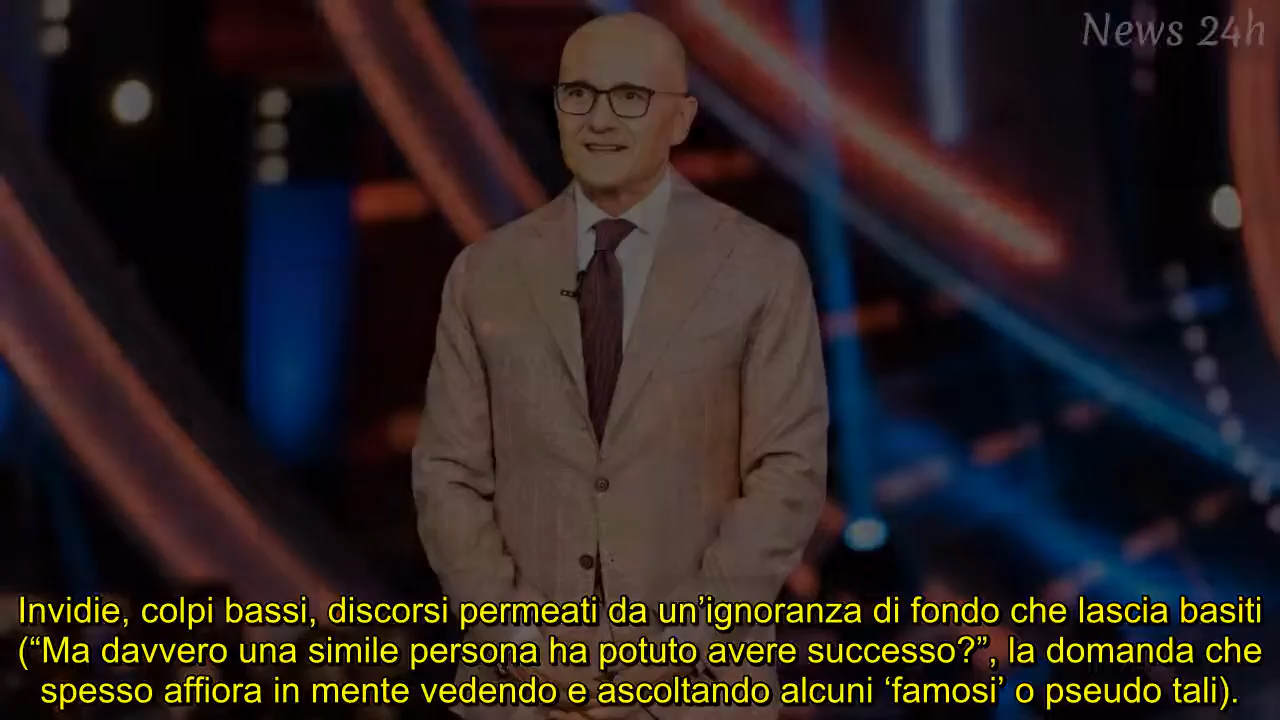 News 24h
Invidie, colpi bassi, discorsi permeati da un’ignoranza di fondo che lascia basiti
(“Ma davvero una simile persona ha potuto avere successo?”, la domanda che
spesso affiora in mente vedendo e ascoltando alcuni ‘famosi’ o pseudo tali).